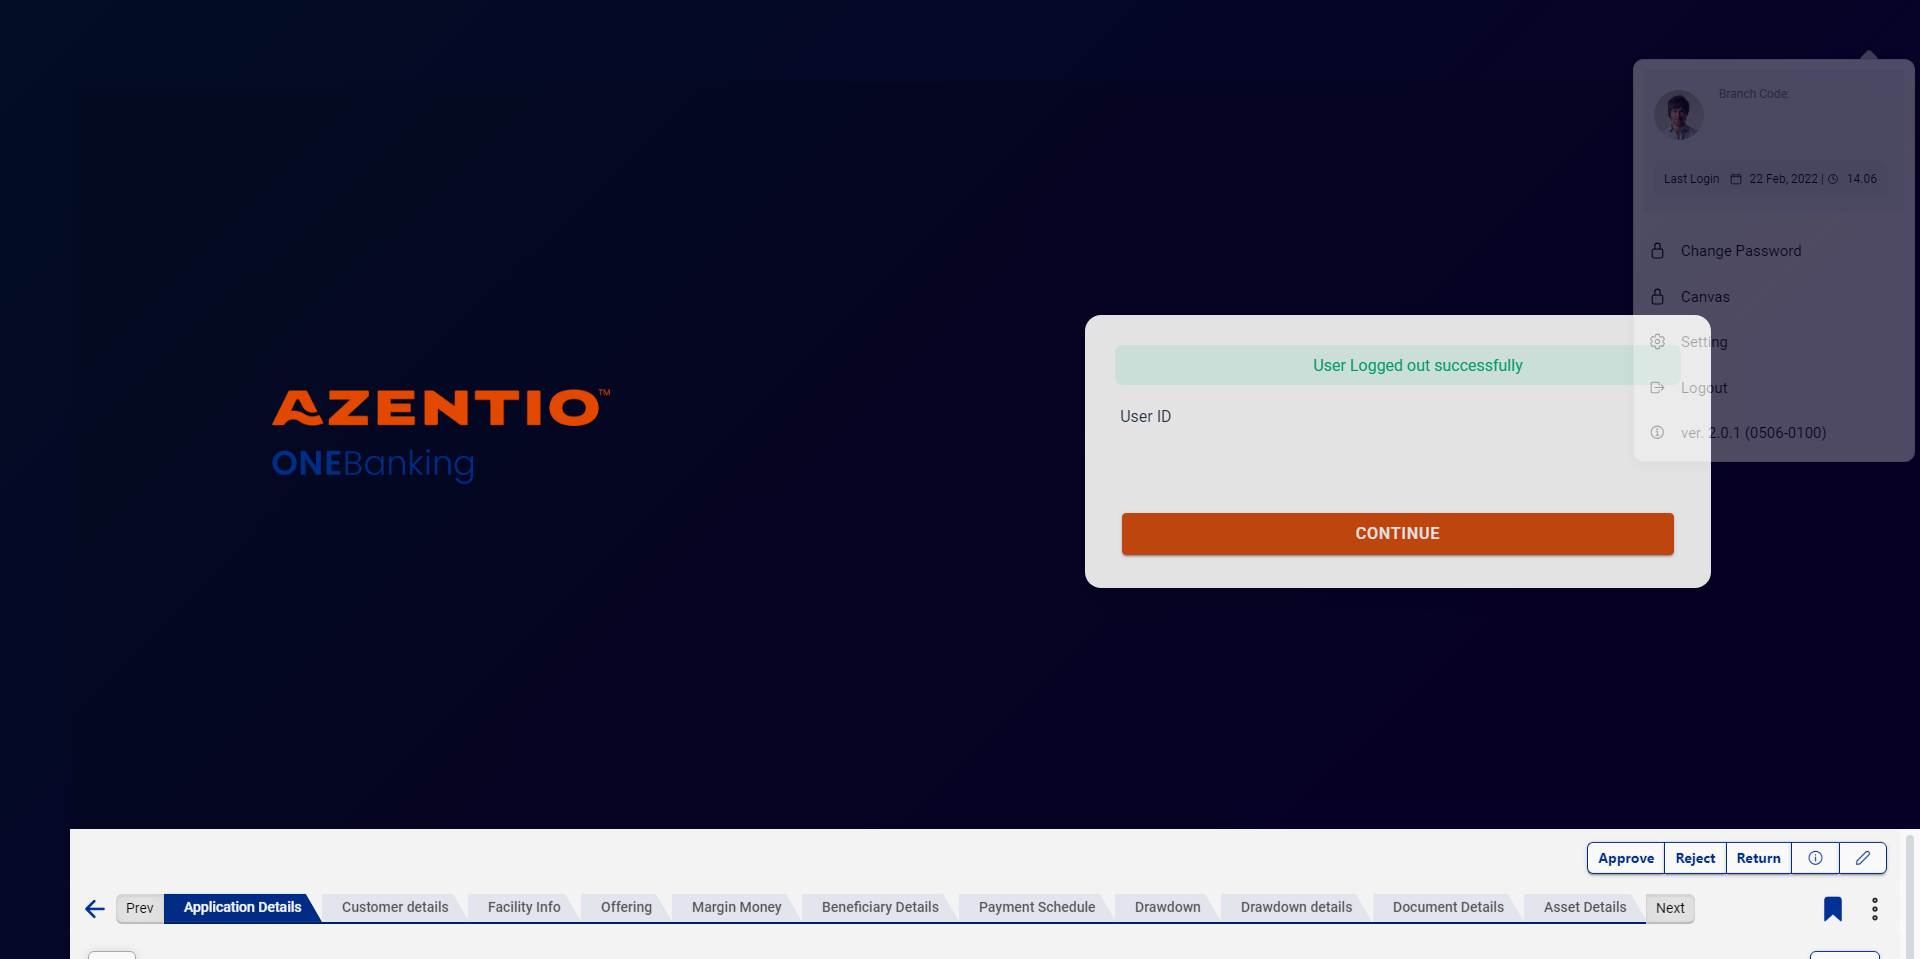 Branch Code:
Last Login 22 Feb, 2022 | 14.06
Change Password
Canvas
Setting
Logout
ver. 2.0.1 (0506-0100)
AZENTIO™
ONEBanking
User Logged out successfully
User ID
CONTINUE
Approve Reject Return
Prev Application Details Customer details Facility Info Offering Margin Money Beneficiary Details Payment Schedule Drawdown Drawdown details Document Details Asset Details Next